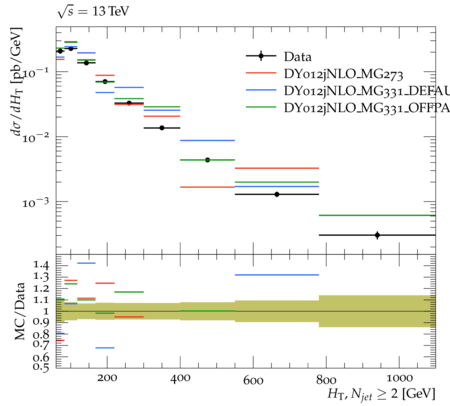 √s = 13 TeV
dσ/dH_T [pb/GeV]
10⁻¹
10⁻²
10⁻³
Data
DY012jNLO_MG273
DY012jNLO_MG331_DEFAU
DY012jNLO_MG331_OFFPA
MC/Data
1.4
1.3
1.2
1.1
1
0.9
0.8
0.7
0.6
0.5
200 400 600 800 1000
H_T, N_jet ≥ 2 [GeV]